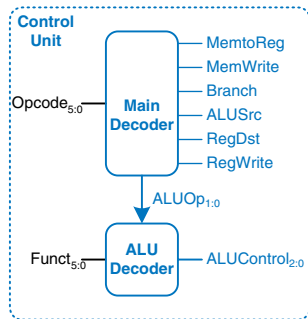 Control
Unit
MemtoReg
MemWrite
Branch
Opcode5:0
Main
Decoder
ALUSrc
RegDst
RegWrite
ALUOp1:0
Funct5:0
ALU
Decoder
ALUControl2:0